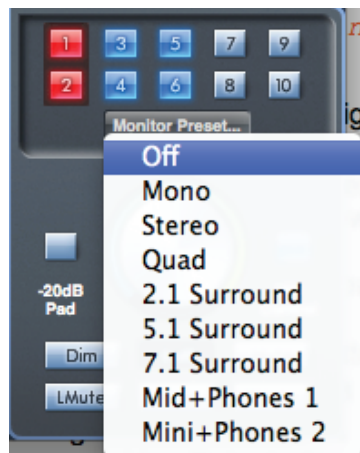 1 3 5 7 9
2 4 6 8 10
Monitor Preset...
Off
Mono
Stereo
Quad
2.1 Surround
5.1 Surround
7.1 Surround
Mid+Phones 1
Mini+Phones 2
-20dB
Pad
Dim
LMute